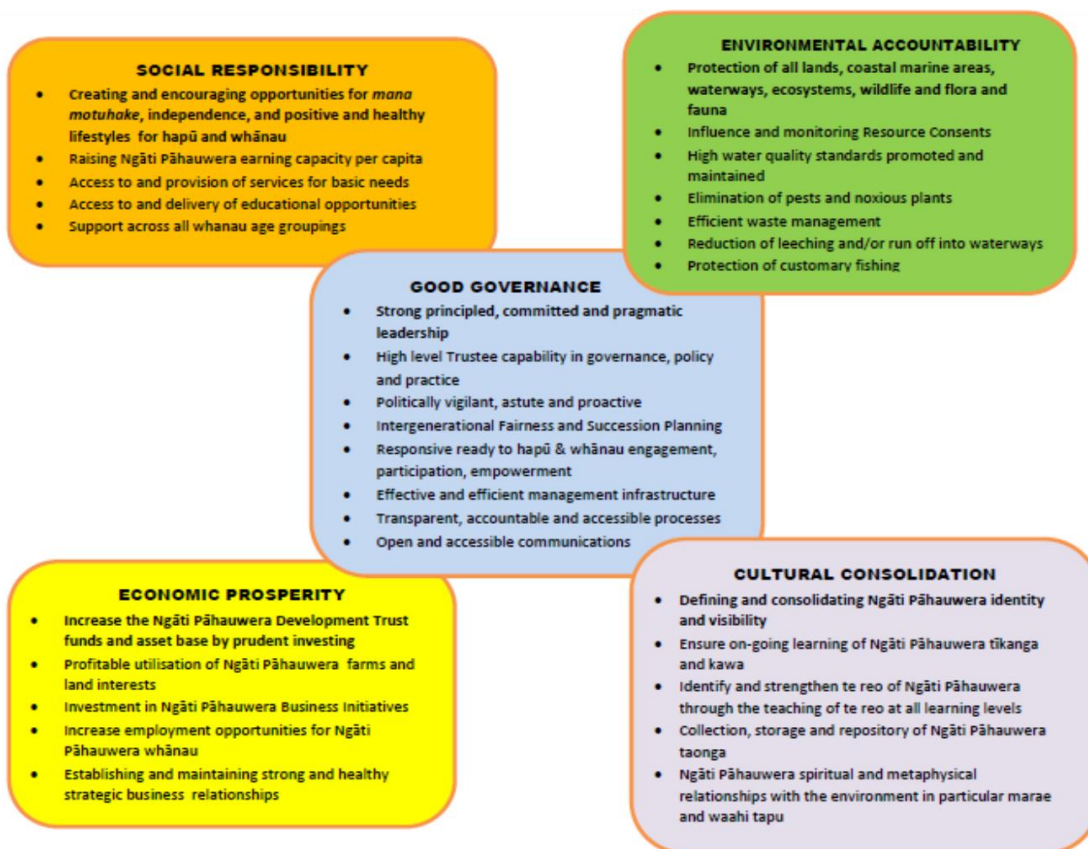 SOCIAL RESPONSIBILITY
• Creating and encouraging opportunities for mana
motuhake, independence, and positive and healthy
lifestyles for hapū and whānau
• Raising Ngāti Pāhauwera earning capacity per capita
• Access to and provision of services for basic needs
• Access to and delivery of educational opportunities
• Support across all whanau age groupings
ENVIRONMENTAL ACCOUNTABILITY
• Protection of all lands, coastal marine areas,
waterways, ecosystems, wildlife and flora and
fauna
• Influence and monitoring Resource Consents
• High water quality standards promoted and
maintained
• Elimination of pests and noxious plants
• Efficient waste management
• Reduction of leeching and/or run off into waterways
• Protection of customary fishing
GOOD GOVERNANCE
• Strong principled, committed and pragmatic
leadership
• High level Trustee capability in governance, policy
and practice
• Politically vigilant, astute and proactive
• Intergenerational Fairness and Succession Planning
• Responsive ready to hapū & whānau engagement,
participation, empowerment
• Effective and efficient management infrastructure
• Transparent, accountable and accessible processes
• Open and accessible communications
ECONOMIC PROSPERITY
• Increase the Ngāti Pāhauwera Development Trust
funds and asset base by prudent investing
• Profitable utilisation of Ngāti Pāhauwera farms and
land interests
• Investment in Ngāti Pāhauwera Business Initiatives
• Increase employment opportunities for Ngāti
Pāhauwera whānau
• Establishing and maintaining strong and healthy
strategic business relationships
CULTURAL CONSOLIDATION
• Defining and consolidating Ngāti Pāhauwera identity
and visibility
• Ensure on-going learning of Ngāti Pāhauwera tīkanga
and kawa
• Identify and strengthen te reo of Ngāti Pāhauwera
through the teaching of te reo at all learning levels
• Collection, storage and repository of Ngāti Pāhauwera
taonga
• Ngāti Pāhauwera spiritual and metaphysical
relationships with the environment in particular marae
and waahi tapu